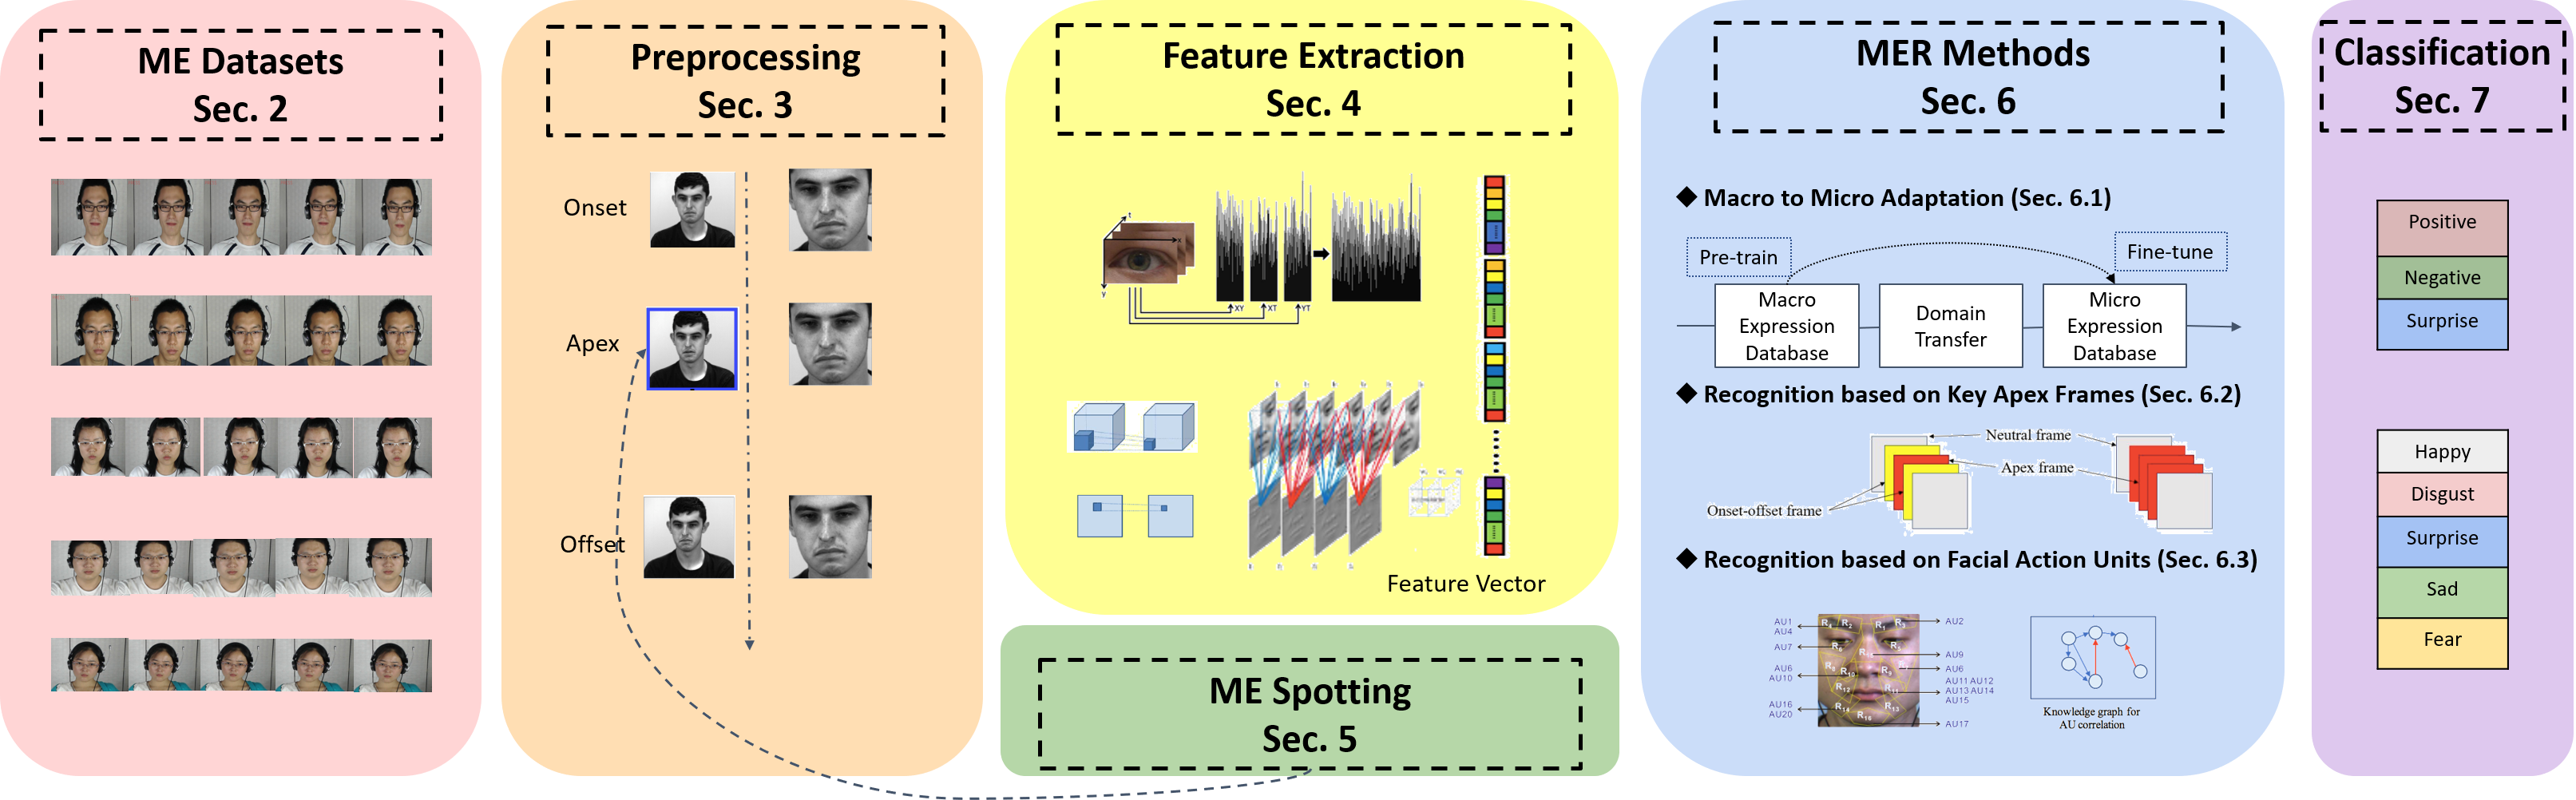 ME Datasets
Sec. 2
Preprocessing
Sec. 3
Onset
Apex
Offset
Feature Extraction
Sec. 4
t
x
y
XY
XT
YT
Feature Vector
ME Spotting
Sec. 5
MER Methods
Sec. 6
Macro to Micro Adaptation (Sec. 6.1)
Pre-train
Fine-tune
Macro
Expression
Database
Domain
Transfer
Micro
Expression
Database
Recognition based on Key Apex Frames (Sec. 6.2)
Neutral frame
Apex frame
Onset-offset frame
Recognition based on Facial Action Units (Sec. 6.3)
AU1
AU4
AU7
AU6
AU10
AU16
AU20
AU2
AU9
AU6
AU11 AU12
AU13 AU14
AU15
AU17
R4 R2 R1 R3
Knowledge graph for
AU correlation
Classification
Sec. 7
Positive
Negative
Surprise
Happy
Disgust
Surprise
Sad
Fear